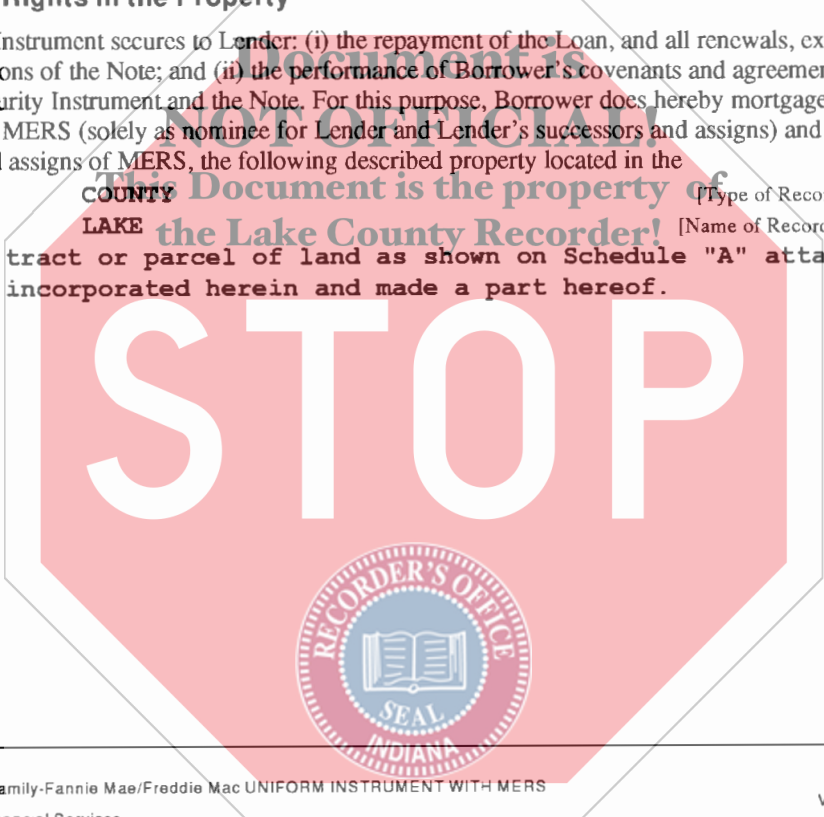 Rights in the Property
Instrument secures to Lender: (i) the repayment of the Loan, and all renewals, ex
ons of the Note; and (ii) the performance of Borrower's covenants and agreemen
urity Instrument and the Note. For this purpose, Borrower does hereby mortgage
MERS (solely as nominee for Lender and Lender's successors and assigns) and
assigns of MERS, the following described property located in the
COUNTY [Type of Reco
LAKE [Name of Record
tract or parcel of land as shown on Schedule "A" atta
incorporated herein and made a part hereof.
Document is
NOT OFFICIAL!
This Document is the property of
the Lake County Recorder!
STOP
RECORDER'S OFFICE
SEAL
INDIANA
amily-Fannie Mae/Freddie Mac UNIFORM INSTRUMENT WITH MERS